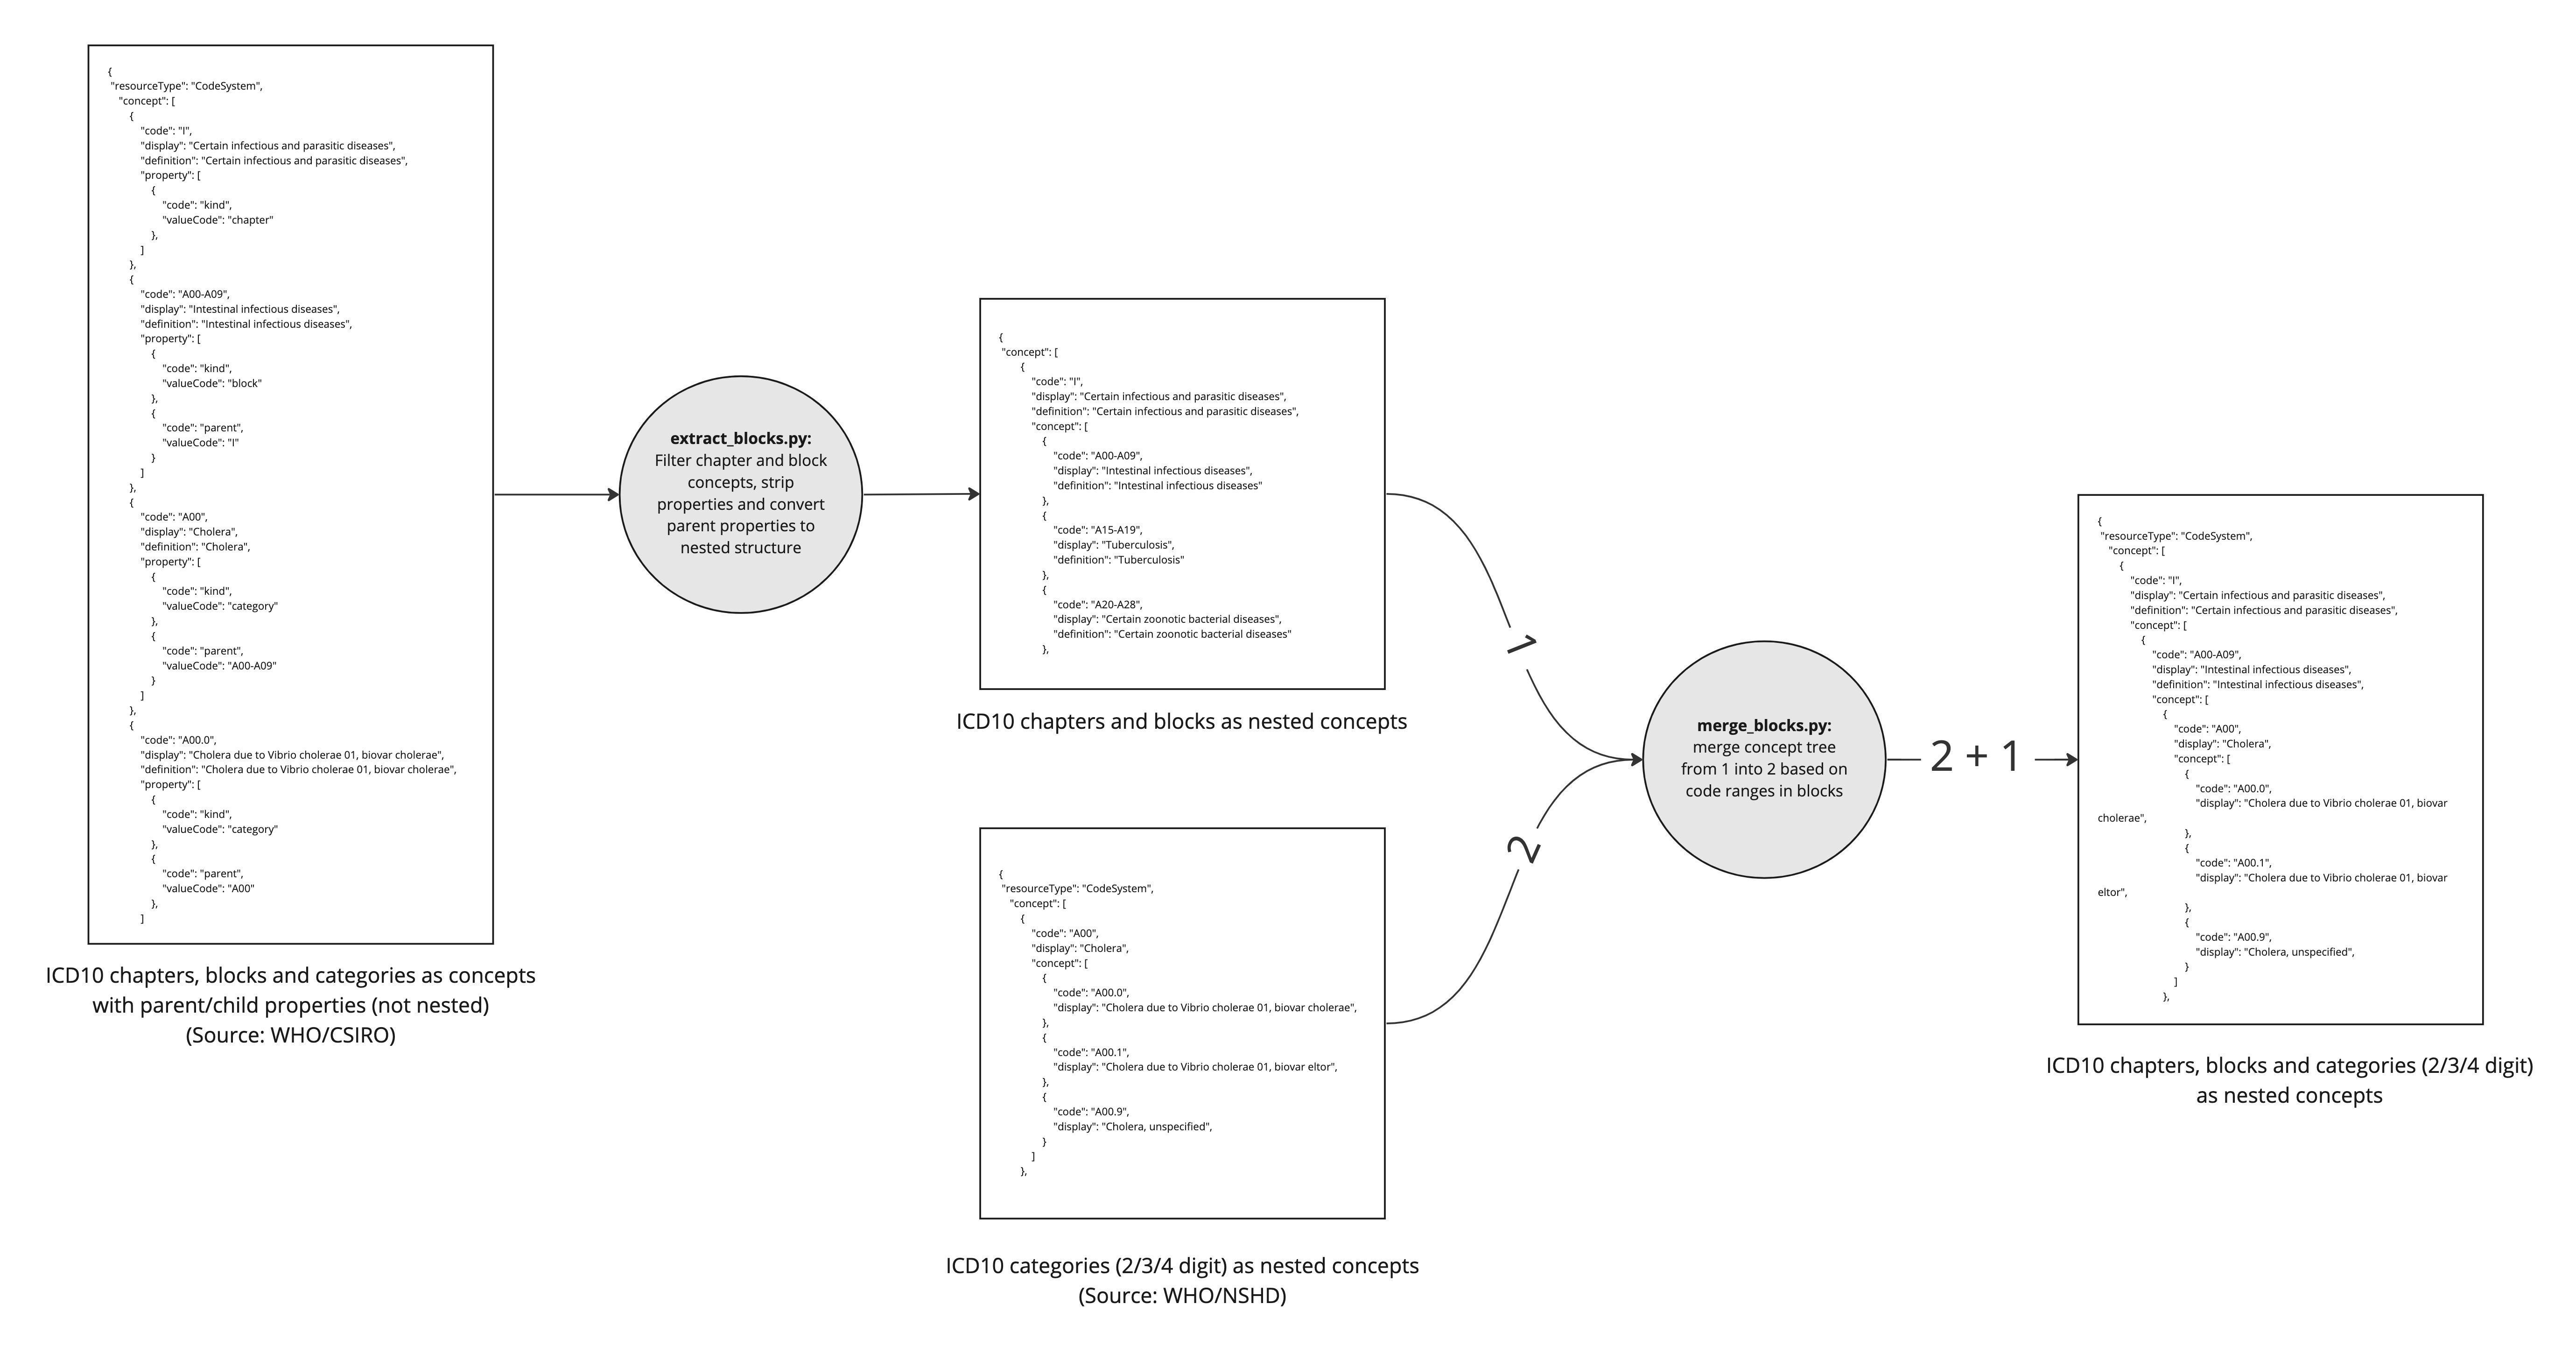 {
"resourceType": "CodeSystem",
"concept": [
{
"code": "I",
"display": "Certain infectious and parasitic diseases",
"definition": "Certain infectious and parasitic diseases",
"property": [
{
"code": "kind",
"valueCode": "chapter"
},
]
},
{
"code": "A00-A09",
"display": "Intestinal infectious diseases",
"definition": "Intestinal infectious diseases",
"property": [
{
"code": "kind",
"valueCode": "block"
},
{
"code": "parent",
"valueCode": "I"
}
]
},
{
"code": "A00",
"display": "Cholera",
"definition": "Cholera",
"property": [
{
"code": "kind",
"valueCode": "category"
},
{
"code": "parent",
"valueCode": "A00-A09"
}
]
},
{
"code": "A00.0",
"display": "Cholera due to Vibrio cholerae 01, biovar cholerae",
"definition": "Cholera due to Vibrio cholerae 01, biovar cholerae",
"property": [
{
"code": "kind",
"valueCode": "category"
},
{
"code": "parent",
"valueCode": "A00"
},
]
ICD10 chapters, blocks and categories as concepts
with parent/child properties (not nested)
(Source: WHO/CSIRO)
extract_blocks.py:
Filter chapter and block
concepts, strip
properties and convert
parent properties to
nested structure
{
"concept": [
{
"code": "I",
"display": "Certain infectious and parasitic diseases",
"definition": "Certain infectious and parasitic diseases",
"concept": [
{
"code": "A00-A09",
"display": "Intestinal infectious diseases",
"definition": "Intestinal infectious diseases"
},
{
"code": "A15-A19",
"display": "Tuberculosis",
"definition": "Tuberculosis"
},
{
"code": "A20-A28",
"display": "Certain zoonotic bacterial diseases",
"definition": "Certain zoonotic bacterial diseases"
},
ICD10 chapters and blocks as nested concepts
{
"resourceType": "CodeSystem",
"concept": [
{
"code": "A00",
"display": "Cholera",
"concept": [
{
"code": "A00.0",
"display": "Cholera due to Vibrio cholerae 01, biovar cholerae",
},
{
"code": "A00.1",
"display": "Cholera due to Vibrio cholerae 01, biovar eltor",
},
{
"code": "A00.9",
"display": "Cholera, unspecified",
}
]
},
ICD10 categories (2/3/4 digit) as nested concepts
(Source: WHO/NSHD)
1
2
merge_blocks.py:
merge concept tree
from 1 into 2 based on
code ranges in blocks
2 + 1
{
"resourceType": "CodeSystem",
"concept": [
{
"code": "I",
"display": "Certain infectious and parasitic diseases",
"definition": "Certain infectious and parasitic diseases",
"concept": [
{
"code": "A00-A09",
"display": "Intestinal infectious diseases",
"definition": "Intestinal infectious diseases",
"concept": [
{
"code": "A00",
"display": "Cholera",
"concept": [
{
"code": "A00.0",
"display": "Cholera due to Vibrio cholerae 01, biovar
cholerae",
},
{
"code": "A00.1",
"display": "Cholera due to Vibrio cholerae 01, biovar
eltor",
},
{
"code": "A00.9",
"display": "Cholera, unspecified",
}
]
},
ICD10 chapters, blocks and categories (2/3/4 digit)
as nested concepts